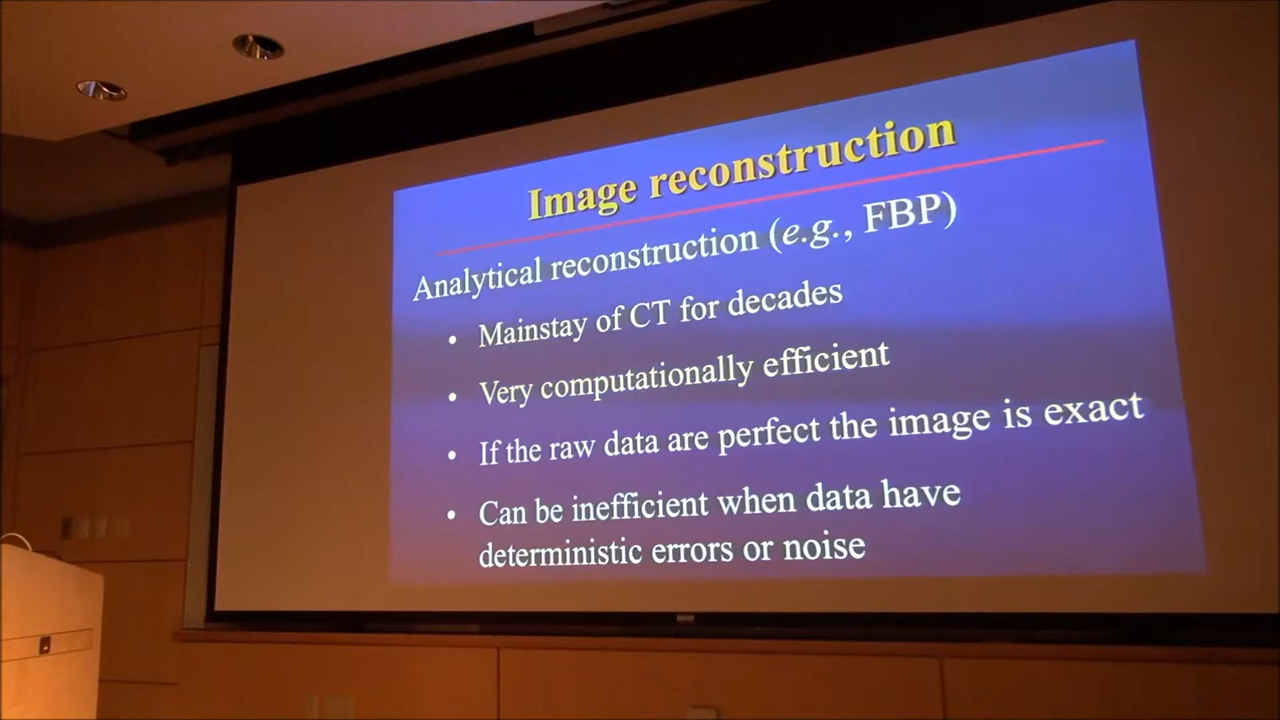 Image reconstruction
Analytical reconstruction (e.g., FBP)
• Mainstay of CT for decades
• Very computationally efficient
• If the raw data are perfect the image is exact
• Can be inefficient when data have
deterministic errors or noise